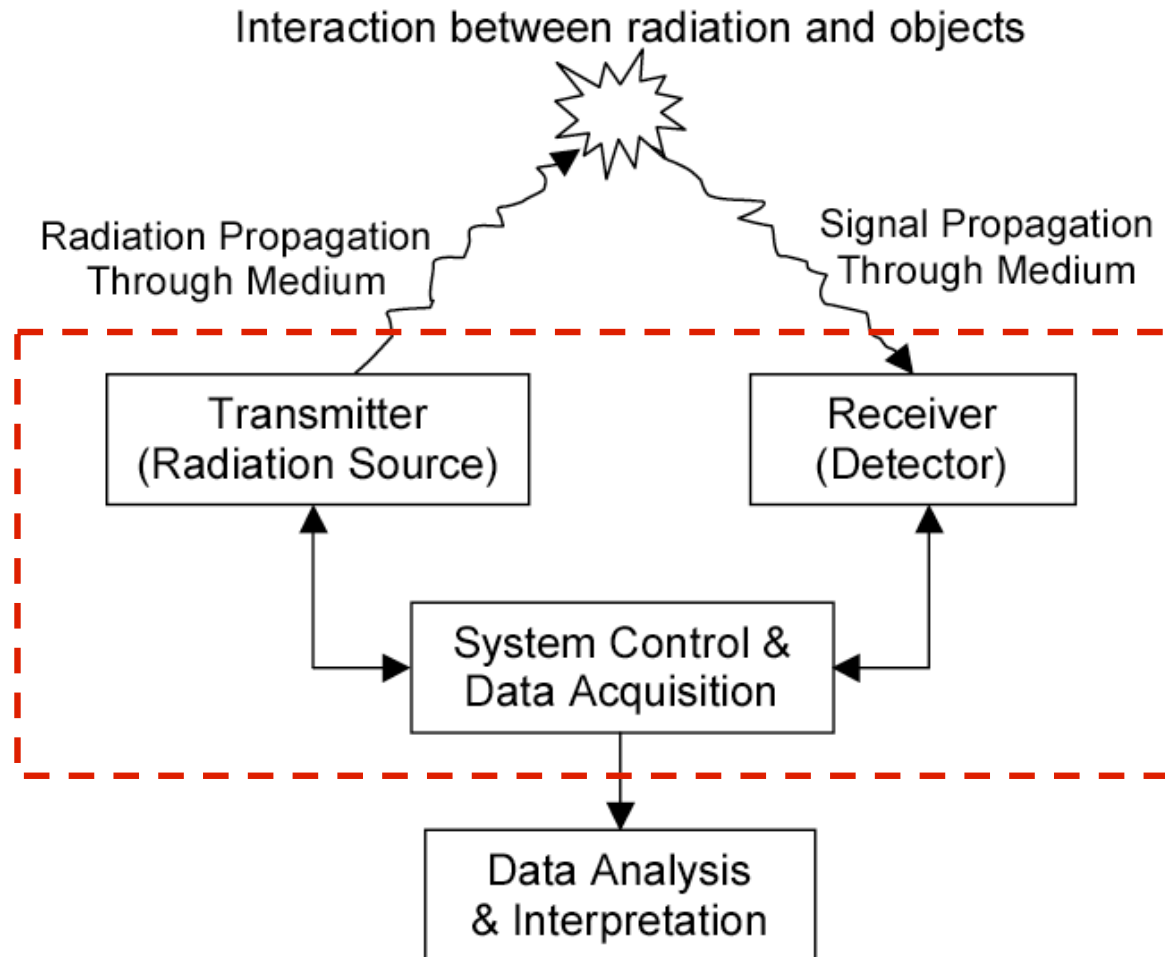 Interaction between radiation and objects
Radiation Propagation
Through Medium
Signal Propagation
Through Medium
Transmitter
(Radiation Source)
Receiver
(Detector)
System Control &
Data Acquisition
Data Analysis
& Interpretation